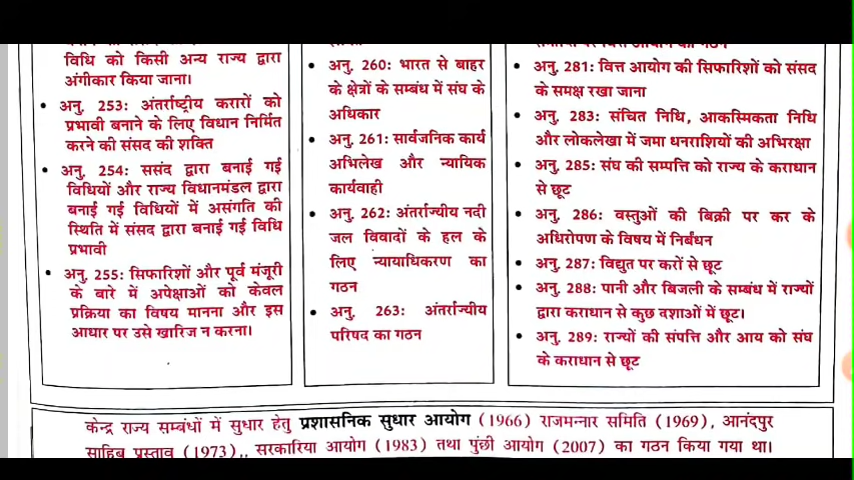 विधि को किसी अन्य राज्य द्वारा
अंगीकार किया जाना।
• अनु. 253: अंतर्राष्ट्रीय करारों को
प्रभावी बनाने के लिए विधान निर्मित
करने की संसद की शक्ति
• अनु. 254: ससंद द्वारा बनाई गई
विधियों और राज्य विधानमंडल द्वारा
बनाई गई विधियों में असंगति की
स्थिति में संसद द्वारा बनाई गई विधि
प्रभावी
• अनु. 255: सिफारिशों और पूर्व मंजूरी
के बारे में अपेक्षाओं को केवल
प्रक्रिया का विषय मानना और इस
आधार पर उसे खारिज न करना।
• अनु. 260: भारत से बाहर
के क्षेत्रों के सम्बंध में संघ के
अधिकार
• अनु. 261: सार्वजनिक कार्य
अभिलेख और न्यायिक
कार्यवाही
• अनु. 262: अंतर्राज्यीय नदी
जल विवादों के हल के
लिए न्यायाधिकरण का
गठन
• अनु. 263: अंतर्राज्यीय
परिषद का गठन
• अनु. 281: वित्त आयोग की सिफारिशों को संसद
के समक्ष रखा जाना
• अनु. 283: संचित निधि, आकस्मिकता निधि
और लोकलेखा में जमा धनराशियों की अभिरक्षा
• अनु. 285: संघ की सम्पत्ति को राज्य के कराधान
से छूट
• अनु. 286: वस्तुओं की बिक्री पर कर के
अधिरोपण के विषय में निर्बंधन
• अनु. 287: विद्युत पर करों से छूट
• अनु. 288: पानी और बिजली के सम्बंध में राज्यों
द्वारा कराधान से कुछ दशाओं में छूट।
• अनु. 289: राज्यों की संपत्ति और आय को संघ
के कराधान से छूट
केन्द्र राज्य सम्बंधों में सुधार हेतु प्रशासनिक सुधार आयोग (1966) राजमन्नार समिति (1969), आनंदपुर
साहिब प्रस्ताव (1973),, सरकारिया आयोग (1983) तथा पुंछी आयोग (2007) का गठन किया गया था।